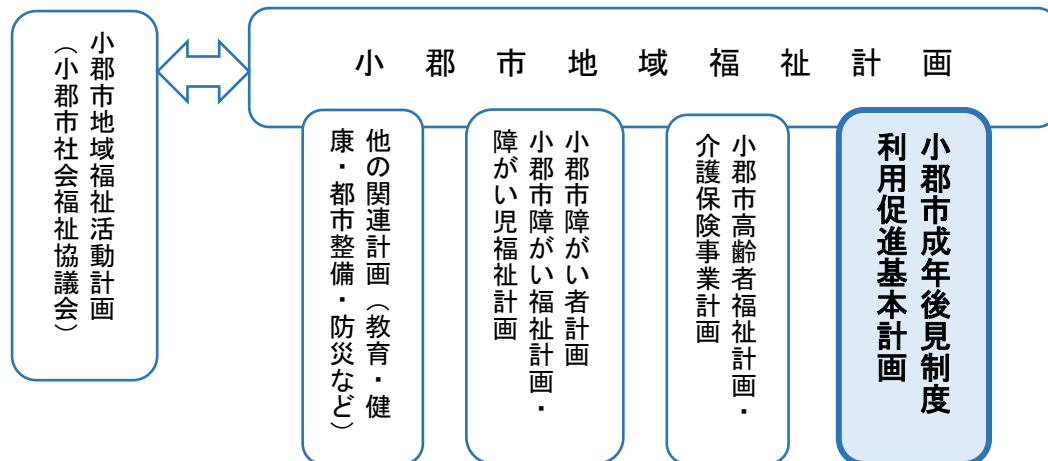 小郡市地域福祉計画
小郡市成年後見制度
利用促進基本計画
小郡市高齢者福祉計画・
介護保険事業計画
小郡市障がい者計画
小郡市障がい福祉計画・
障がい児福祉計画
他の関連計画（教育・健
康・都市整備・防災など）
小郡市地域福祉活動計画
（小郡市社会福祉協議会）